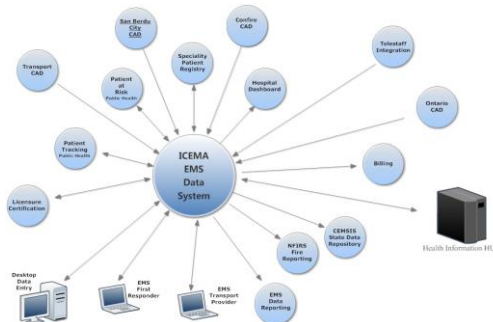 San Berdu
City
CAD
Confire
CAD
Telestaff
Integration
Speciality
Patient
Registry
Transport
CAD
Patient
at
Risk
Public Health
Hospital
Dashboard
Ontario
CAD
Patient
Tracking
Public Health
ICEMA
EMS
Data
System
Billing
Licensure
Certification
CEMSIS
State Data
Repository
NFIRS
Fire
Reporting
Health Information HU
Desktop
Data
Entry
EMS
First
Responder
EMS
Transport
Provider
EMS
Data
Reporting